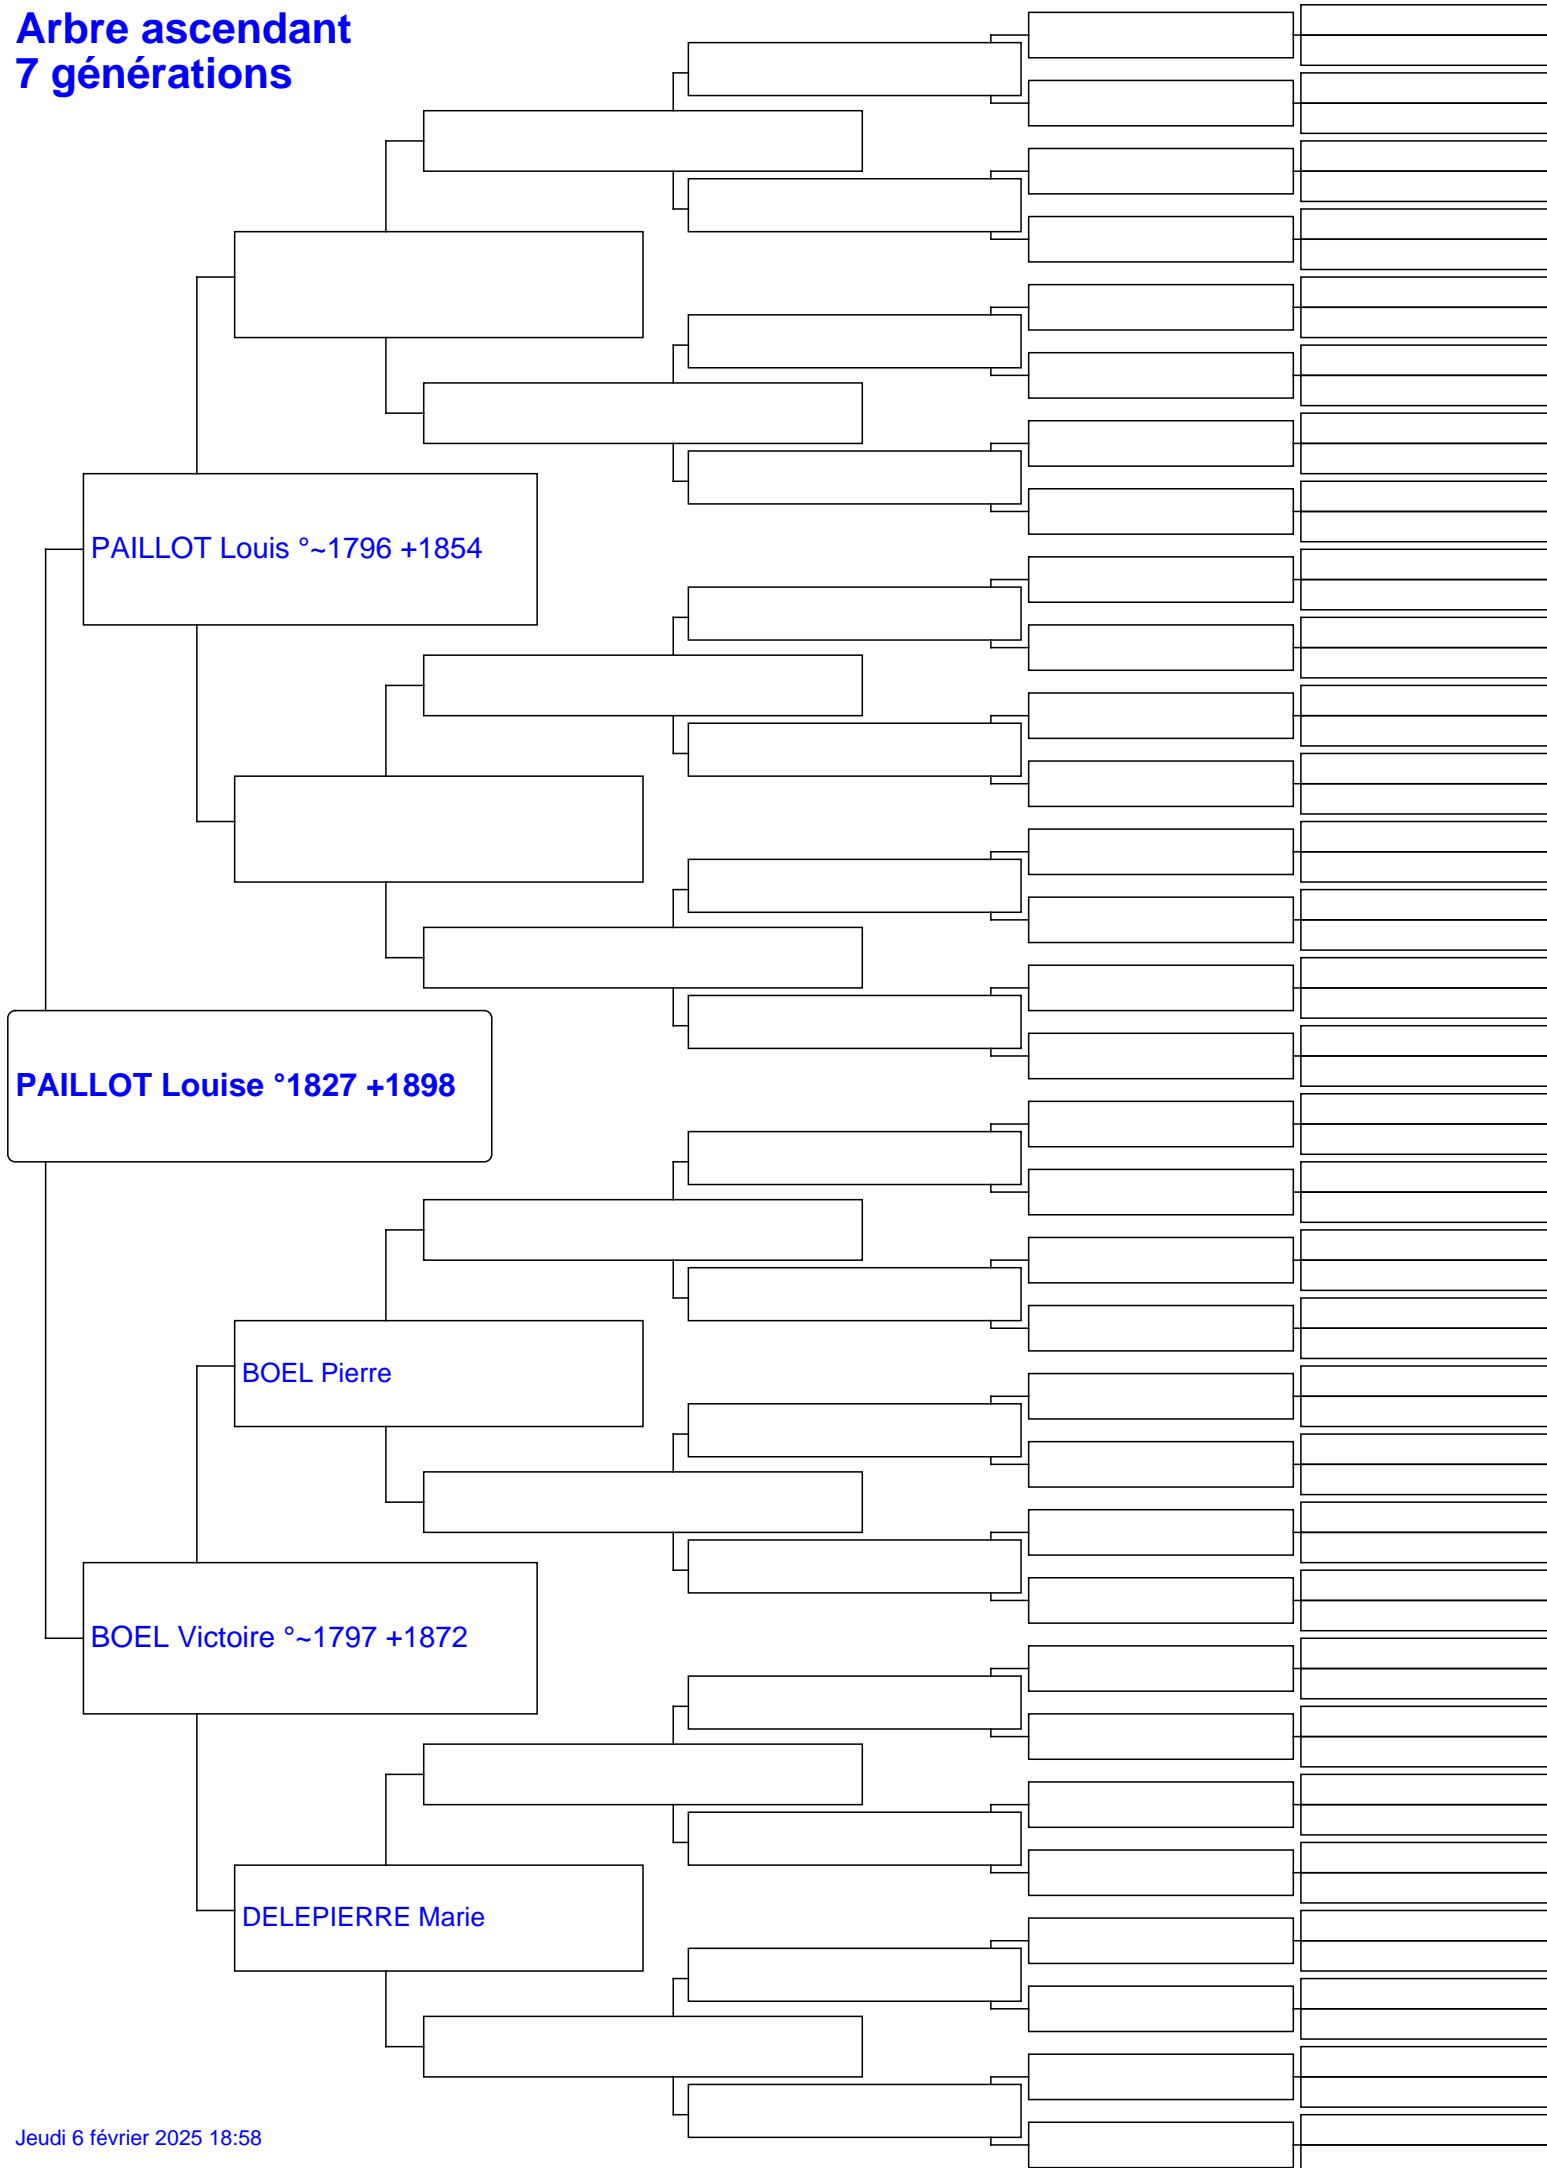 Arbre ascendant
7 générations
PAILLOT Louis °~1796 +1854
PAILLOT Louise °1827 +1898
BOEL Pierre
BOEL Victoire °~1797 +1872
DELEPIERRE Marie
Jeudi 6 février 2025 18:58